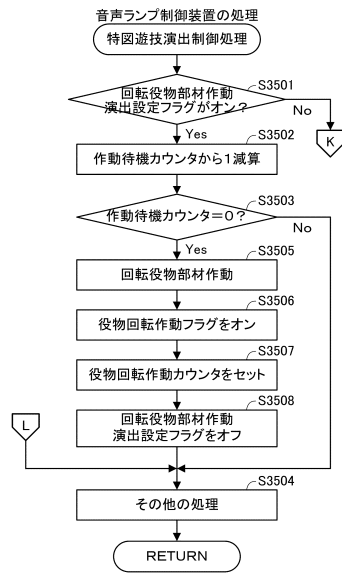 音声ランプ制御装置の処理
特図遊技演出制御処理
S3501
回転役物部材作動
演出設定フラグがオン?
No
K
Yes
S3502
作動待機カウンタから1減算
S3503
作動待機カウンタ=0?
No
Yes
S3505
回転役物部材作動
S3506
役物回転作動フラグをオン
S3507
役物回転作動カウンタをセット
S3508
回転役物部材作動
演出設定フラグをオフ
L
S3504
その他の処理
RETURN